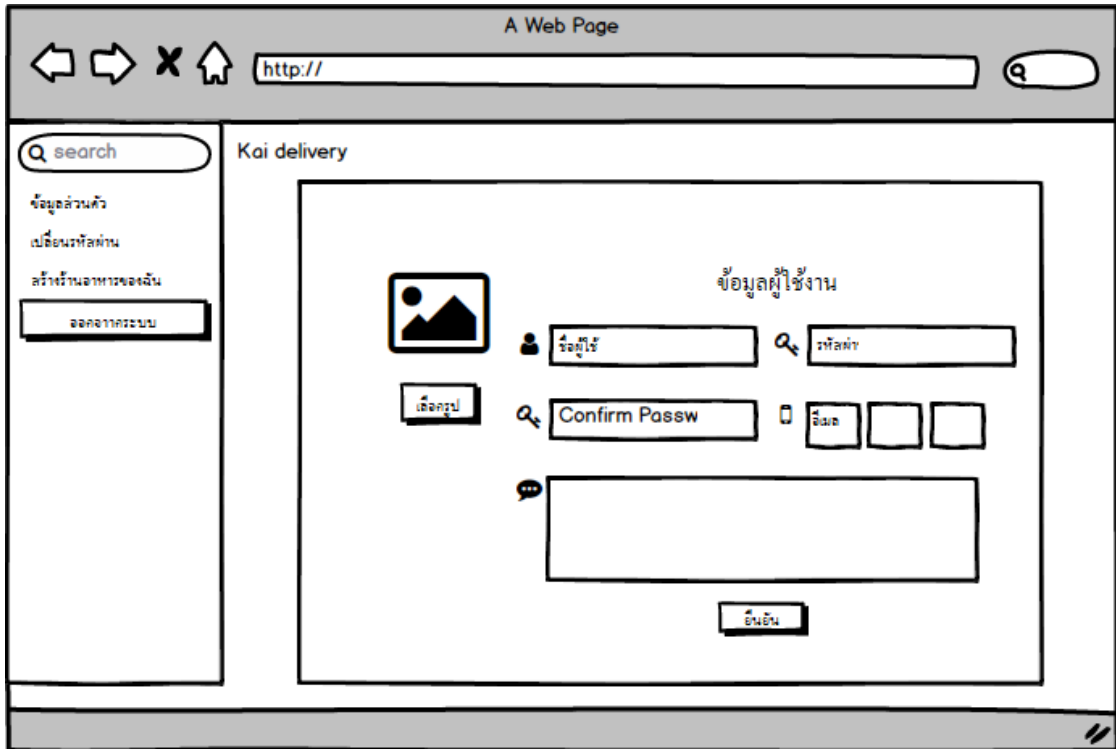 A Web Page
http://
search
Kai delivery
ข้อมูลส่วนตัว
เปลี่ยนรหัสผ่าน
สร้างร้านอาหารของฉัน
ออกจากระบบ
ข้อมูลผู้ใช้งาน
ชื่อผู้ใช้
รหัสผ่า
เลือกรูป
Confirm Passw
อีเมล
ยืนยัน